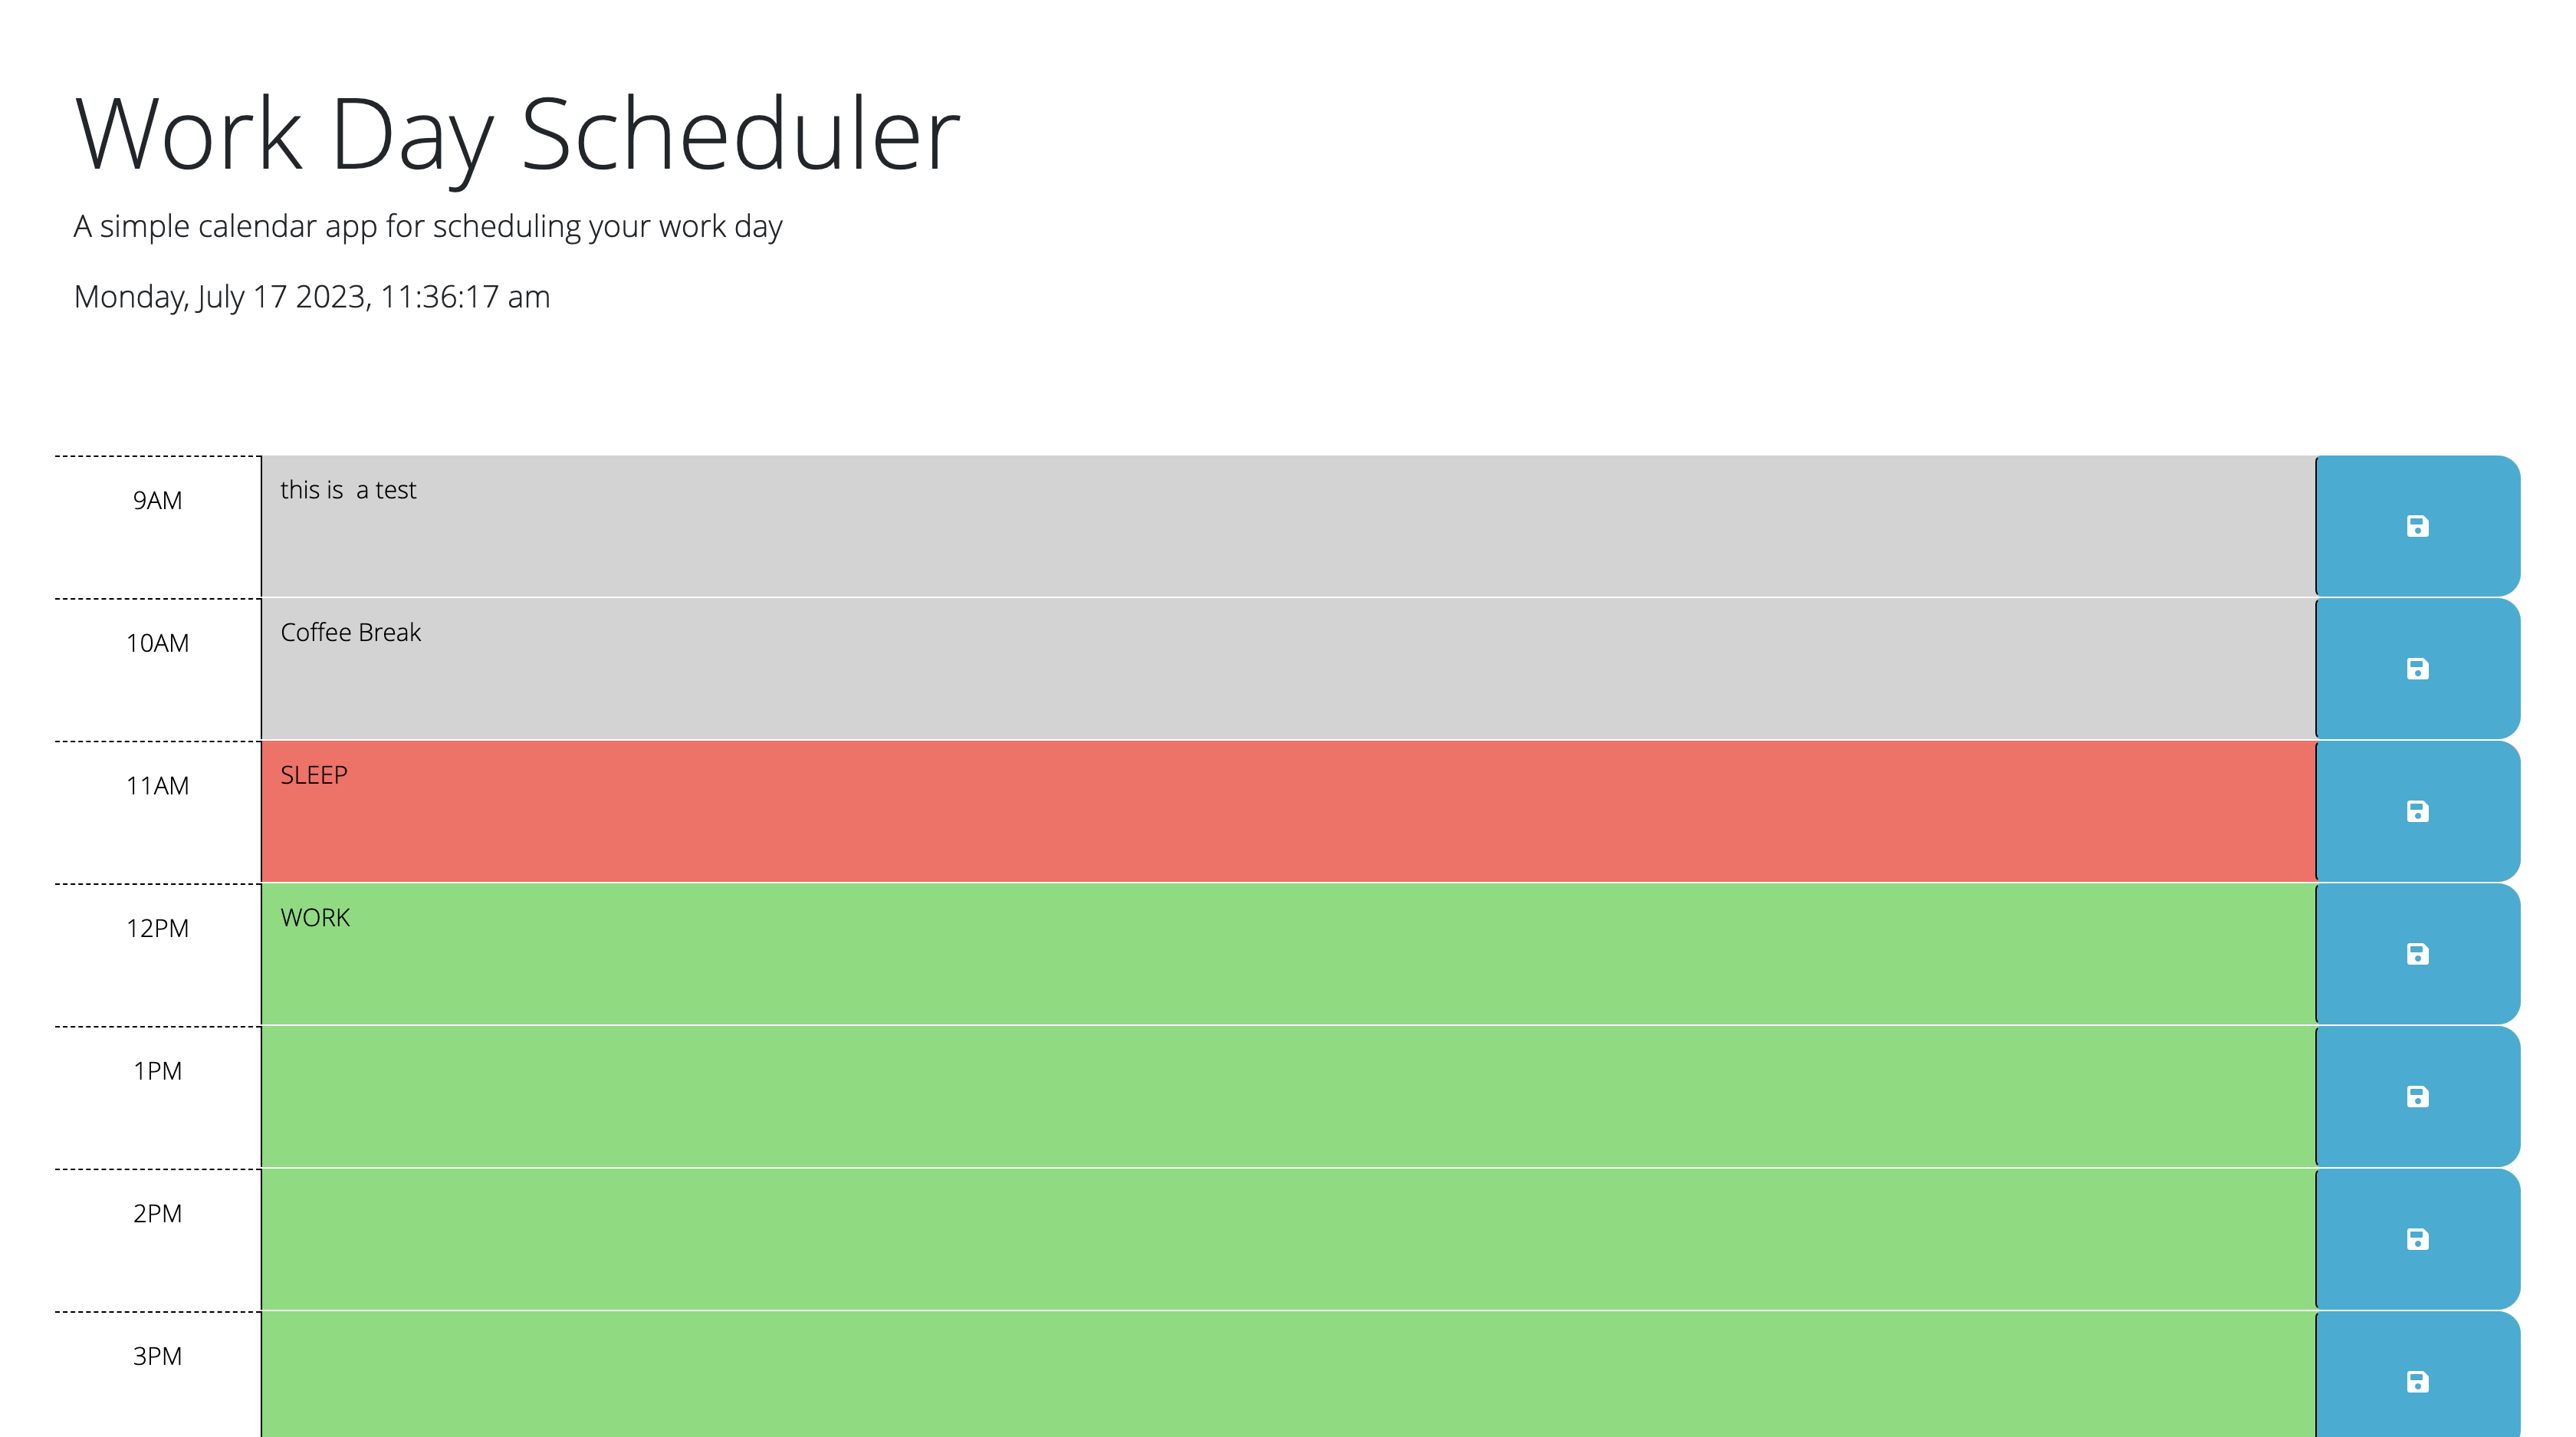 Work Day Scheduler
A simple calendar app for scheduling your work day
Monday, July 17 2023, 11:36:17 am
9AM
this is  a test
10AM
Coffee Break
11AM
SLEEP
12PM
WORK
1PM
2PM
3PM